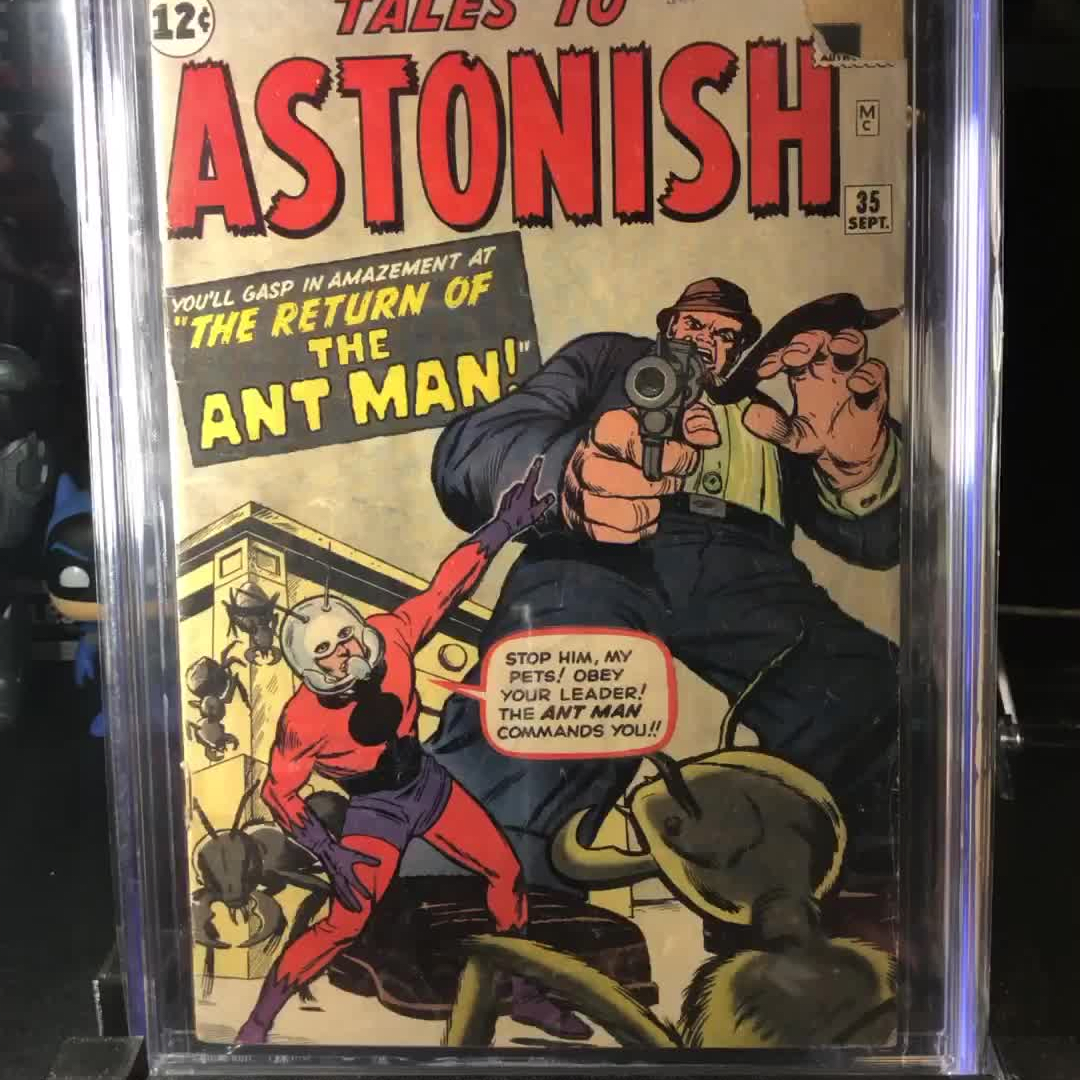 12¢
TALES TO
ASTONISH
MC
35
SEPT.
YOU'LL GASP IN AMAZEMENT AT
"THE RETURN OF
THE
ANT MAN!"
STOP HIM, MY
PETS! OBEY
YOUR LEADER!
THE ANT MAN
COMMANDS YOU!!